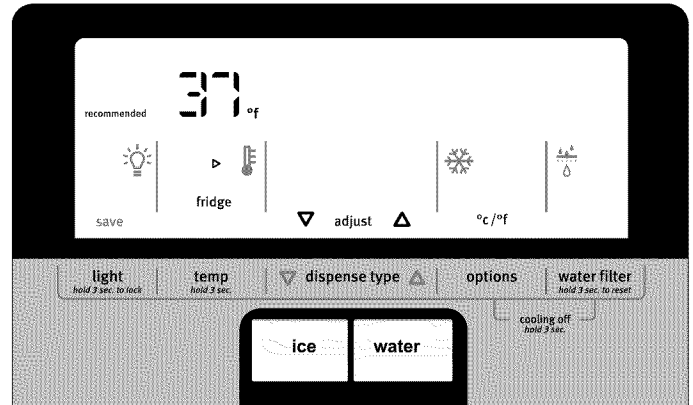 37 °f
recommended
fridge
save
adjust
°c/°f
light
hold 3 sec. to lock
temp
hold 3 sec.
dispense type
options
water filter
hold 3 sec. to reset
cooling off
hold 3 sec.
ice
water